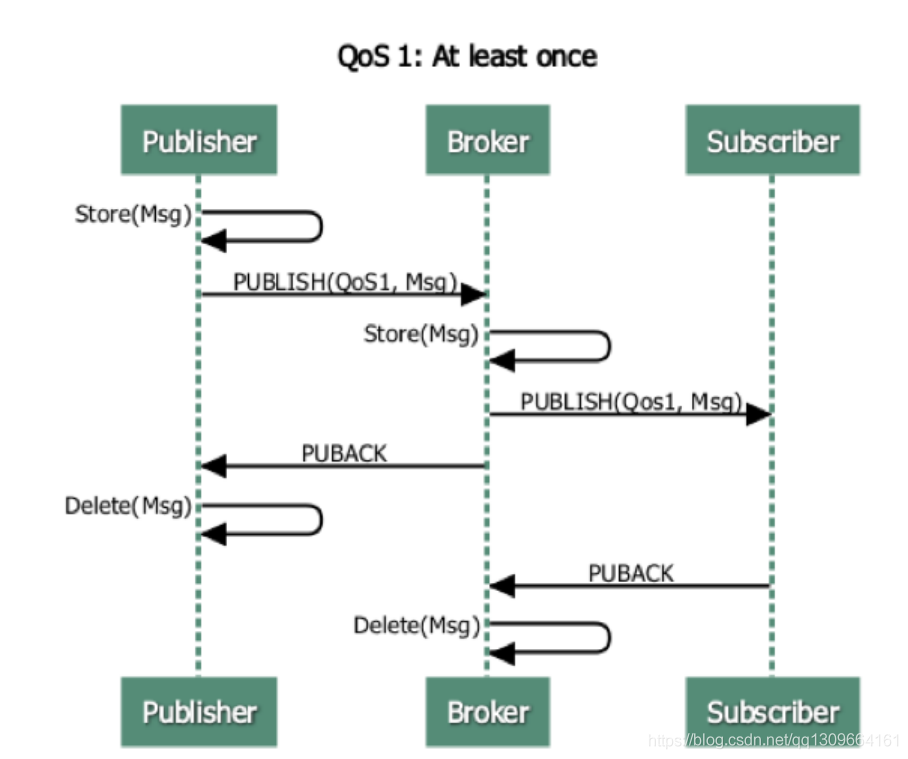 QoS 1: At least once
Publisher
Broker
Subscriber
Store(Msg)
PUBLISH(QoS1, Msg)
Store(Msg)
PUBLISH(Qos1, Msg)
PUBACK
Delete(Msg)
PUBACK
Delete(Msg)
Publisher
Broker
Subscriber
https://blog.csdn.net/qq1309664161